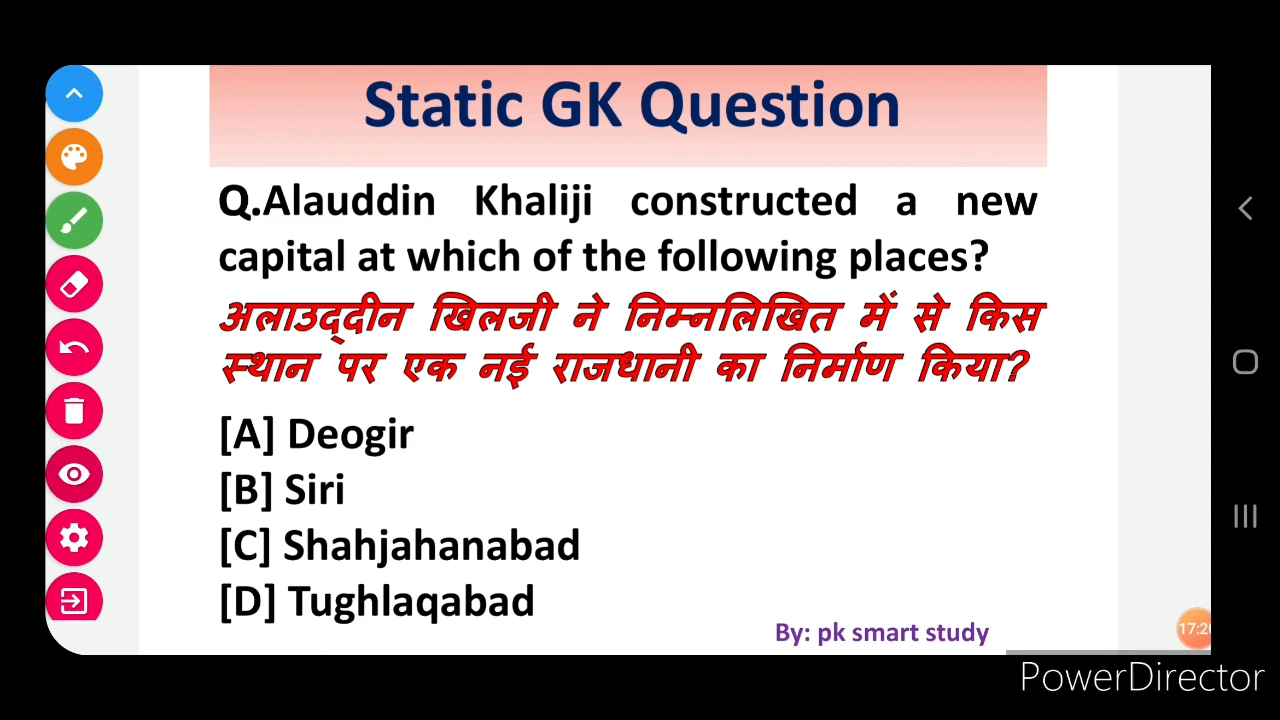 Static GK Question
Q.Alauddin Khaliji constructed a new
capital at which of the following places?
अलाउद्दीन खिलजी ने निम्नलिखित में से किस
स्थान पर एक नई राजधानी का निर्माण किया?
[A] Deogir
[B] Siri
[C] Shahjahanabad
[D] Tughlaqabad
By: pk smart study
PowerDirector